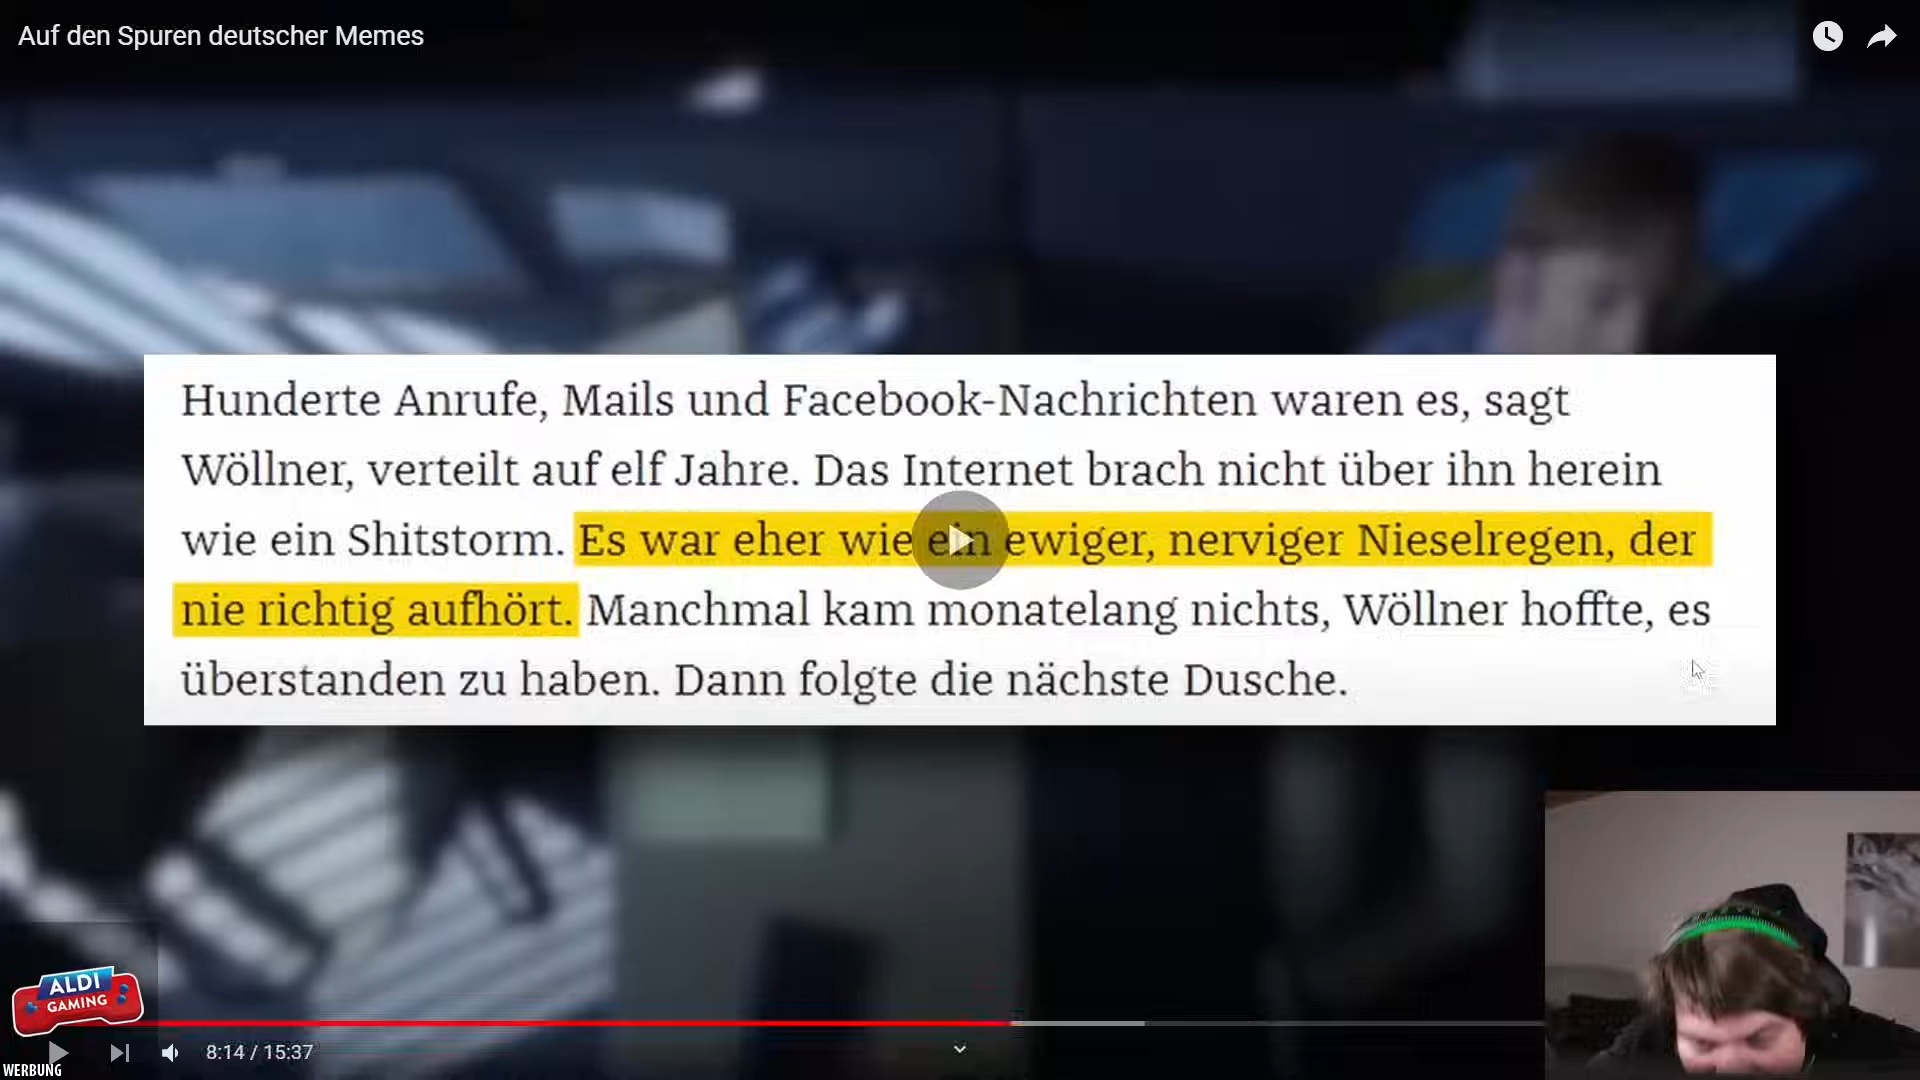 Auf den Spuren deutscher Memes
Hunderte Anrufe, Mails und Facebook-Nachrichten waren es, sagt
Wöllner, verteilt auf elf Jahre. Das Internet brach nicht über ihn herein
wie ein Shitstorm. Es war eher wie ein ewiger, nerviger Nieselregen, der
nie richtig aufhört. Manchmal kam monatelang nichts, Wöllner hoffte, es
überstanden zu haben. Dann folgte die nächste Dusche.
ALDI
GAMING
8:14 / 15:37
WERBUNG